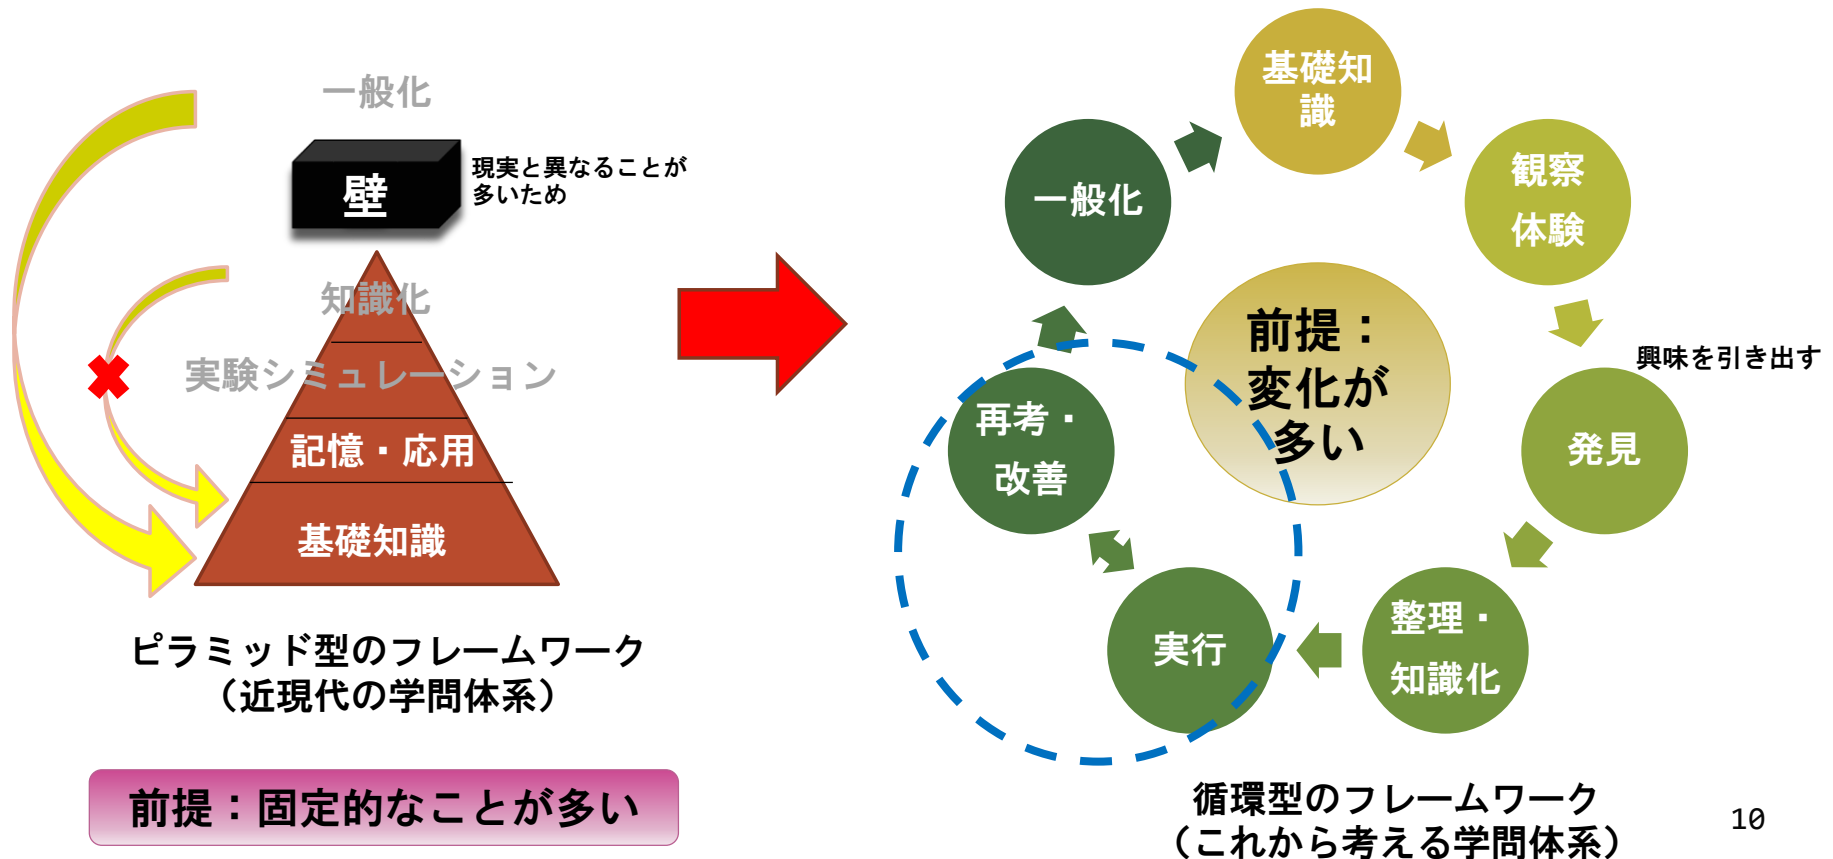 一般化
壁
現実と異なることが
多いため
知識化
実験シミュレーション
記憶・応用
基礎知識
ピラミッド型のフレームワーク
（近現代の学問体系）
前提：固定的なことが多い
基礎知
識
観察
体験
興味を引き出す
発見
整理・
知識化
実行
再考・
改善
一般化
前提：
変化が
多い
循環型のフレームワーク
（これから考える学問体系）
10